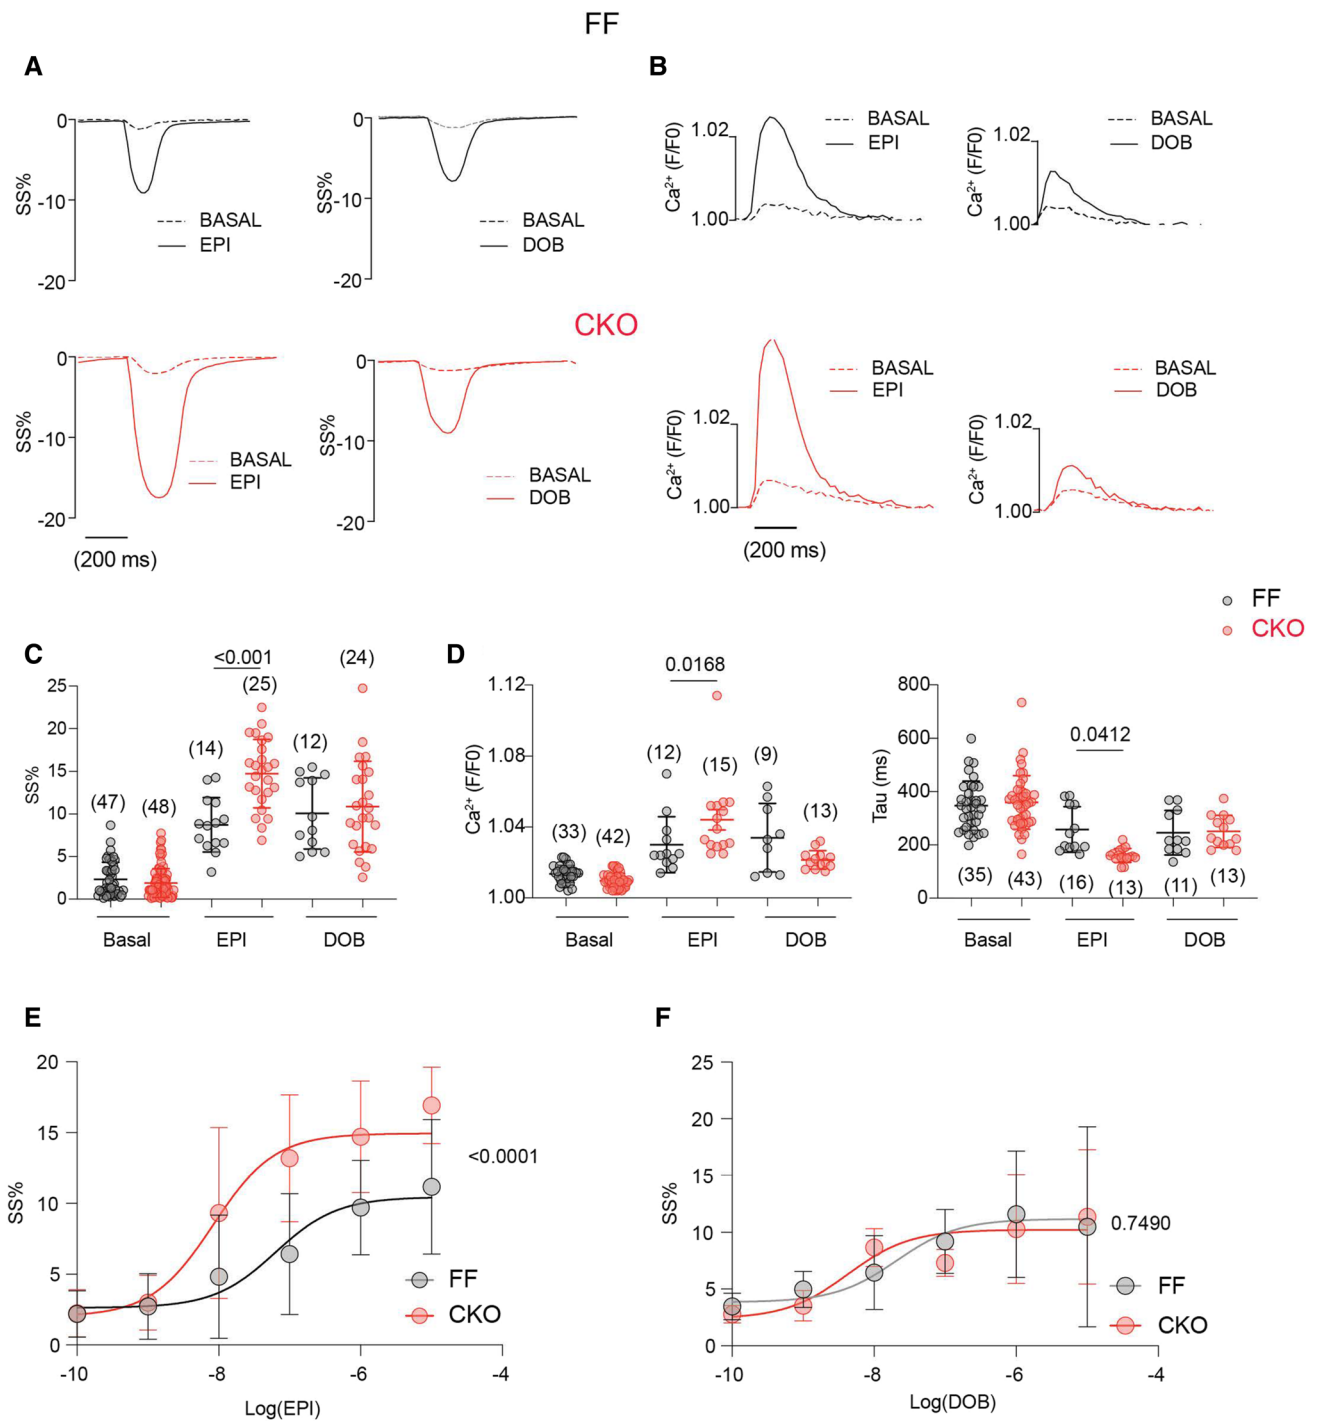 FF
A
0
-10
-20
SS%
BASAL
EPI
0
-10
-20
SS%
BASAL
DOB
B
1.02
1.00
Ca²⁺ (F/F0)
BASAL
EPI
1.02
1.00
Ca²⁺ (F/F0)
BASAL
DOB
CKO
0
-10
-20
SS%
BASAL
EPI
(200 ms)
0
-10
-20
SS%
BASAL
DOB
1.02
1.00
Ca²⁺ (F/F0)
BASAL
EPI
(200 ms)
1.02
1.00
Ca²⁺ (F/F0)
BASAL
DOB
FF
CKO
C
<0.001
25
20
15
10
5
0
SS%
(47)
(48)
(14)
(25)
(12)
(24)
Basal
EPI
DOB
D
0.0168
1.12
1.08
1.04
1.00
Ca²⁺ (F/F0)
(33)
(42)
(12)
(15)
(9)
(13)
Basal
EPI
DOB
800
600
400
200
0
Tau (ms)
0.0412
(35)
(43)
(16)
(13)
(11)
(13)
Basal
EPI
DOB
E
20
15
10
5
0
SS%
<0.0001
FF
CKO
-10
-8
-6
-4
Log(EPI)
F
25
20
15
10
5
0
SS%
0.7490
FF
CKO
-10
-8
-6
-4
Log(DOB)